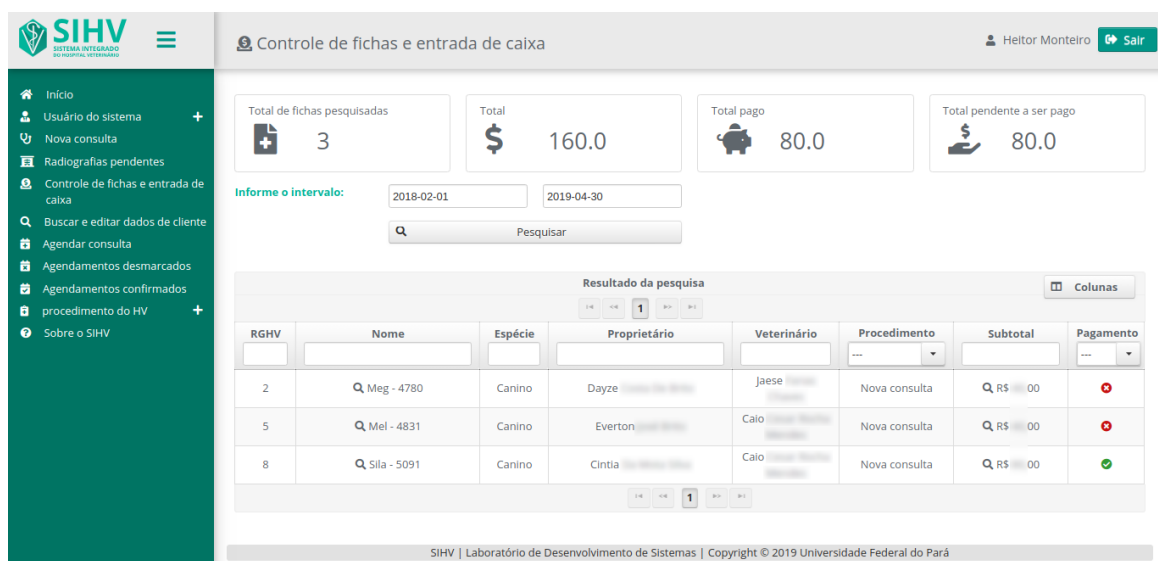 SIHV
SISTEMA INTEGRADO
DO HOSPITAL VETERINÁRIO
Controle de fichas e entrada de caixa
Heitor Monteiro
Sair
Início
Usuário do sistema +
Nova consulta
Radiografias pendentes
Controle de fichas e entrada de
caixa
Buscar e editar dados de cliente
Agendar consulta
Agendamentos desmarcados
Agendamentos confirmados
procedimento do HV +
Sobre o SIHV
Total de fichas pesquisadas
3
Total
160.0
Total pago
80.0
Total pendente a ser pago
80.0
Informe o intervalo: 2018-02-01 2019-04-30
Pesquisar
Resultado da pesquisa
Colunas
1
RGHV Nome Espécie Proprietário Veterinário Procedimento Subtotal Pagamento
--- ---
2 Meg - 4780 Canino Dayze Jaese Nova consulta R$ 00
5 Mel - 4831 Canino Everton Caio Nova consulta R$ 00
8 Sila - 5091 Canino Cintia Caio Nova consulta R$ 00
1
SIHV | Laboratório de Desenvolvimento de Sistemas | Copyright © 2019 Universidade Federal do Pará